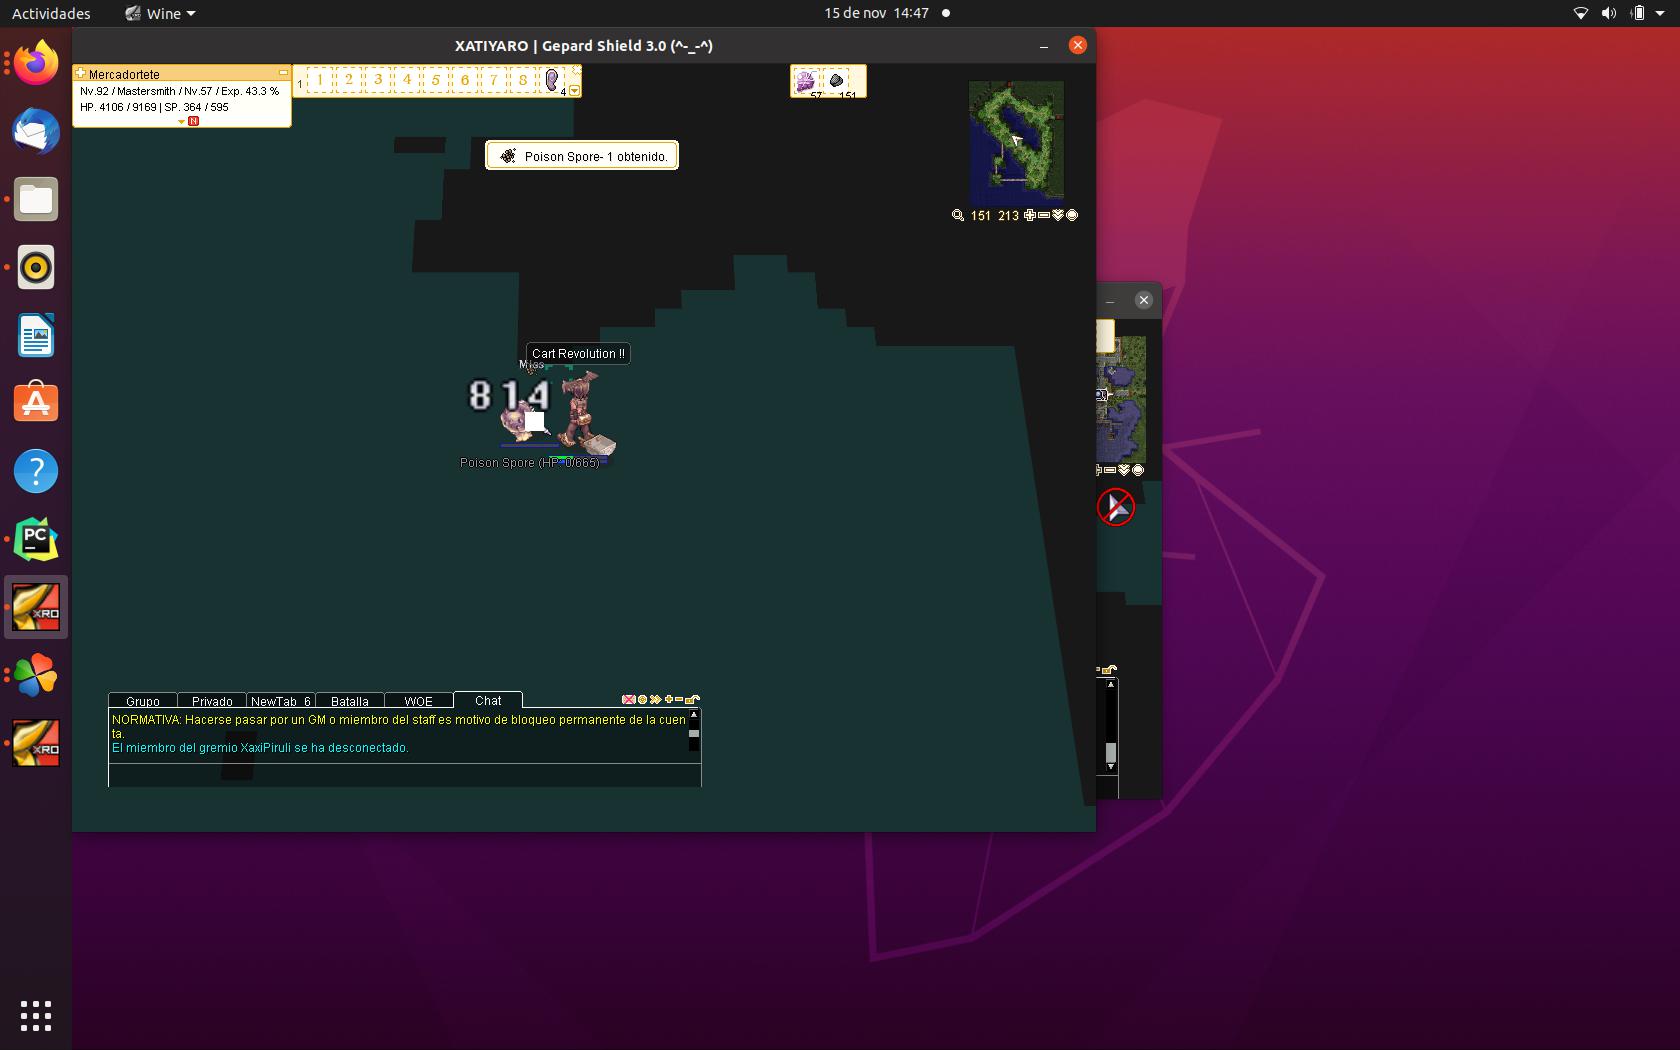 Actividades
Wine
15 de nov 14:47
XATIYARO | Gepard Shield 3.0 (^-_-^)
Mercadortete
Nv.92 / Mastersmith / Nv.57 / Exp. 43.3 %
HP. 4106 / 9169 | SP. 364 / 595
N
1 1 2 3 4 5 6 7 8 4
57 151
Poison Spore- 1 obtenido.
151 213
Cart Revolution !!
Miss
814
Poison Spore (HP: 0/665)
?
PC
XRO
XRO
Grupo Privado NewTab 6 Batalla WOE Chat
NORMATIVA: Hacerse pasar por un GM o miembro del staff es motivo de bloqueo permanente de la cuen
ta.
El miembro del gremio XaxiPiruli se ha desconectado.